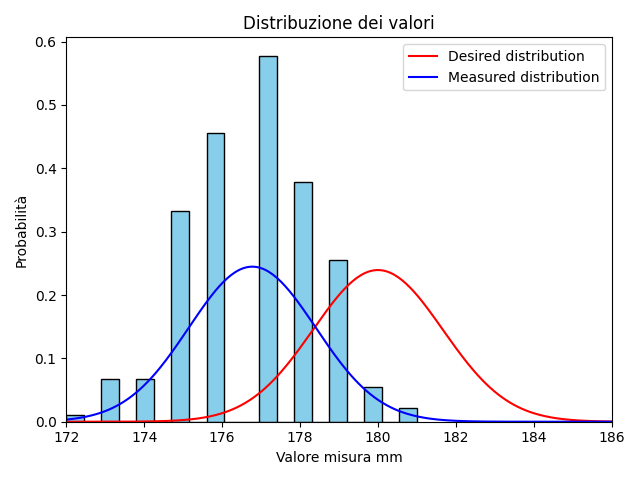 Distribuzione dei valori
Desired distribution
Measured distribution
Probabilità
0.6
0.5
0.4
0.3
0.2
0.1
0.0
172 174 176 178 180 182 184 186
Valore misura mm